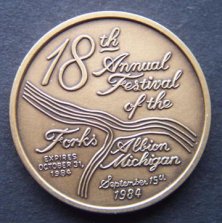 18th
Annual
Festival
of the
Forks
Albion
Michigan
EXPIRES
OCTOBER 31,
1984
September 15th
1984